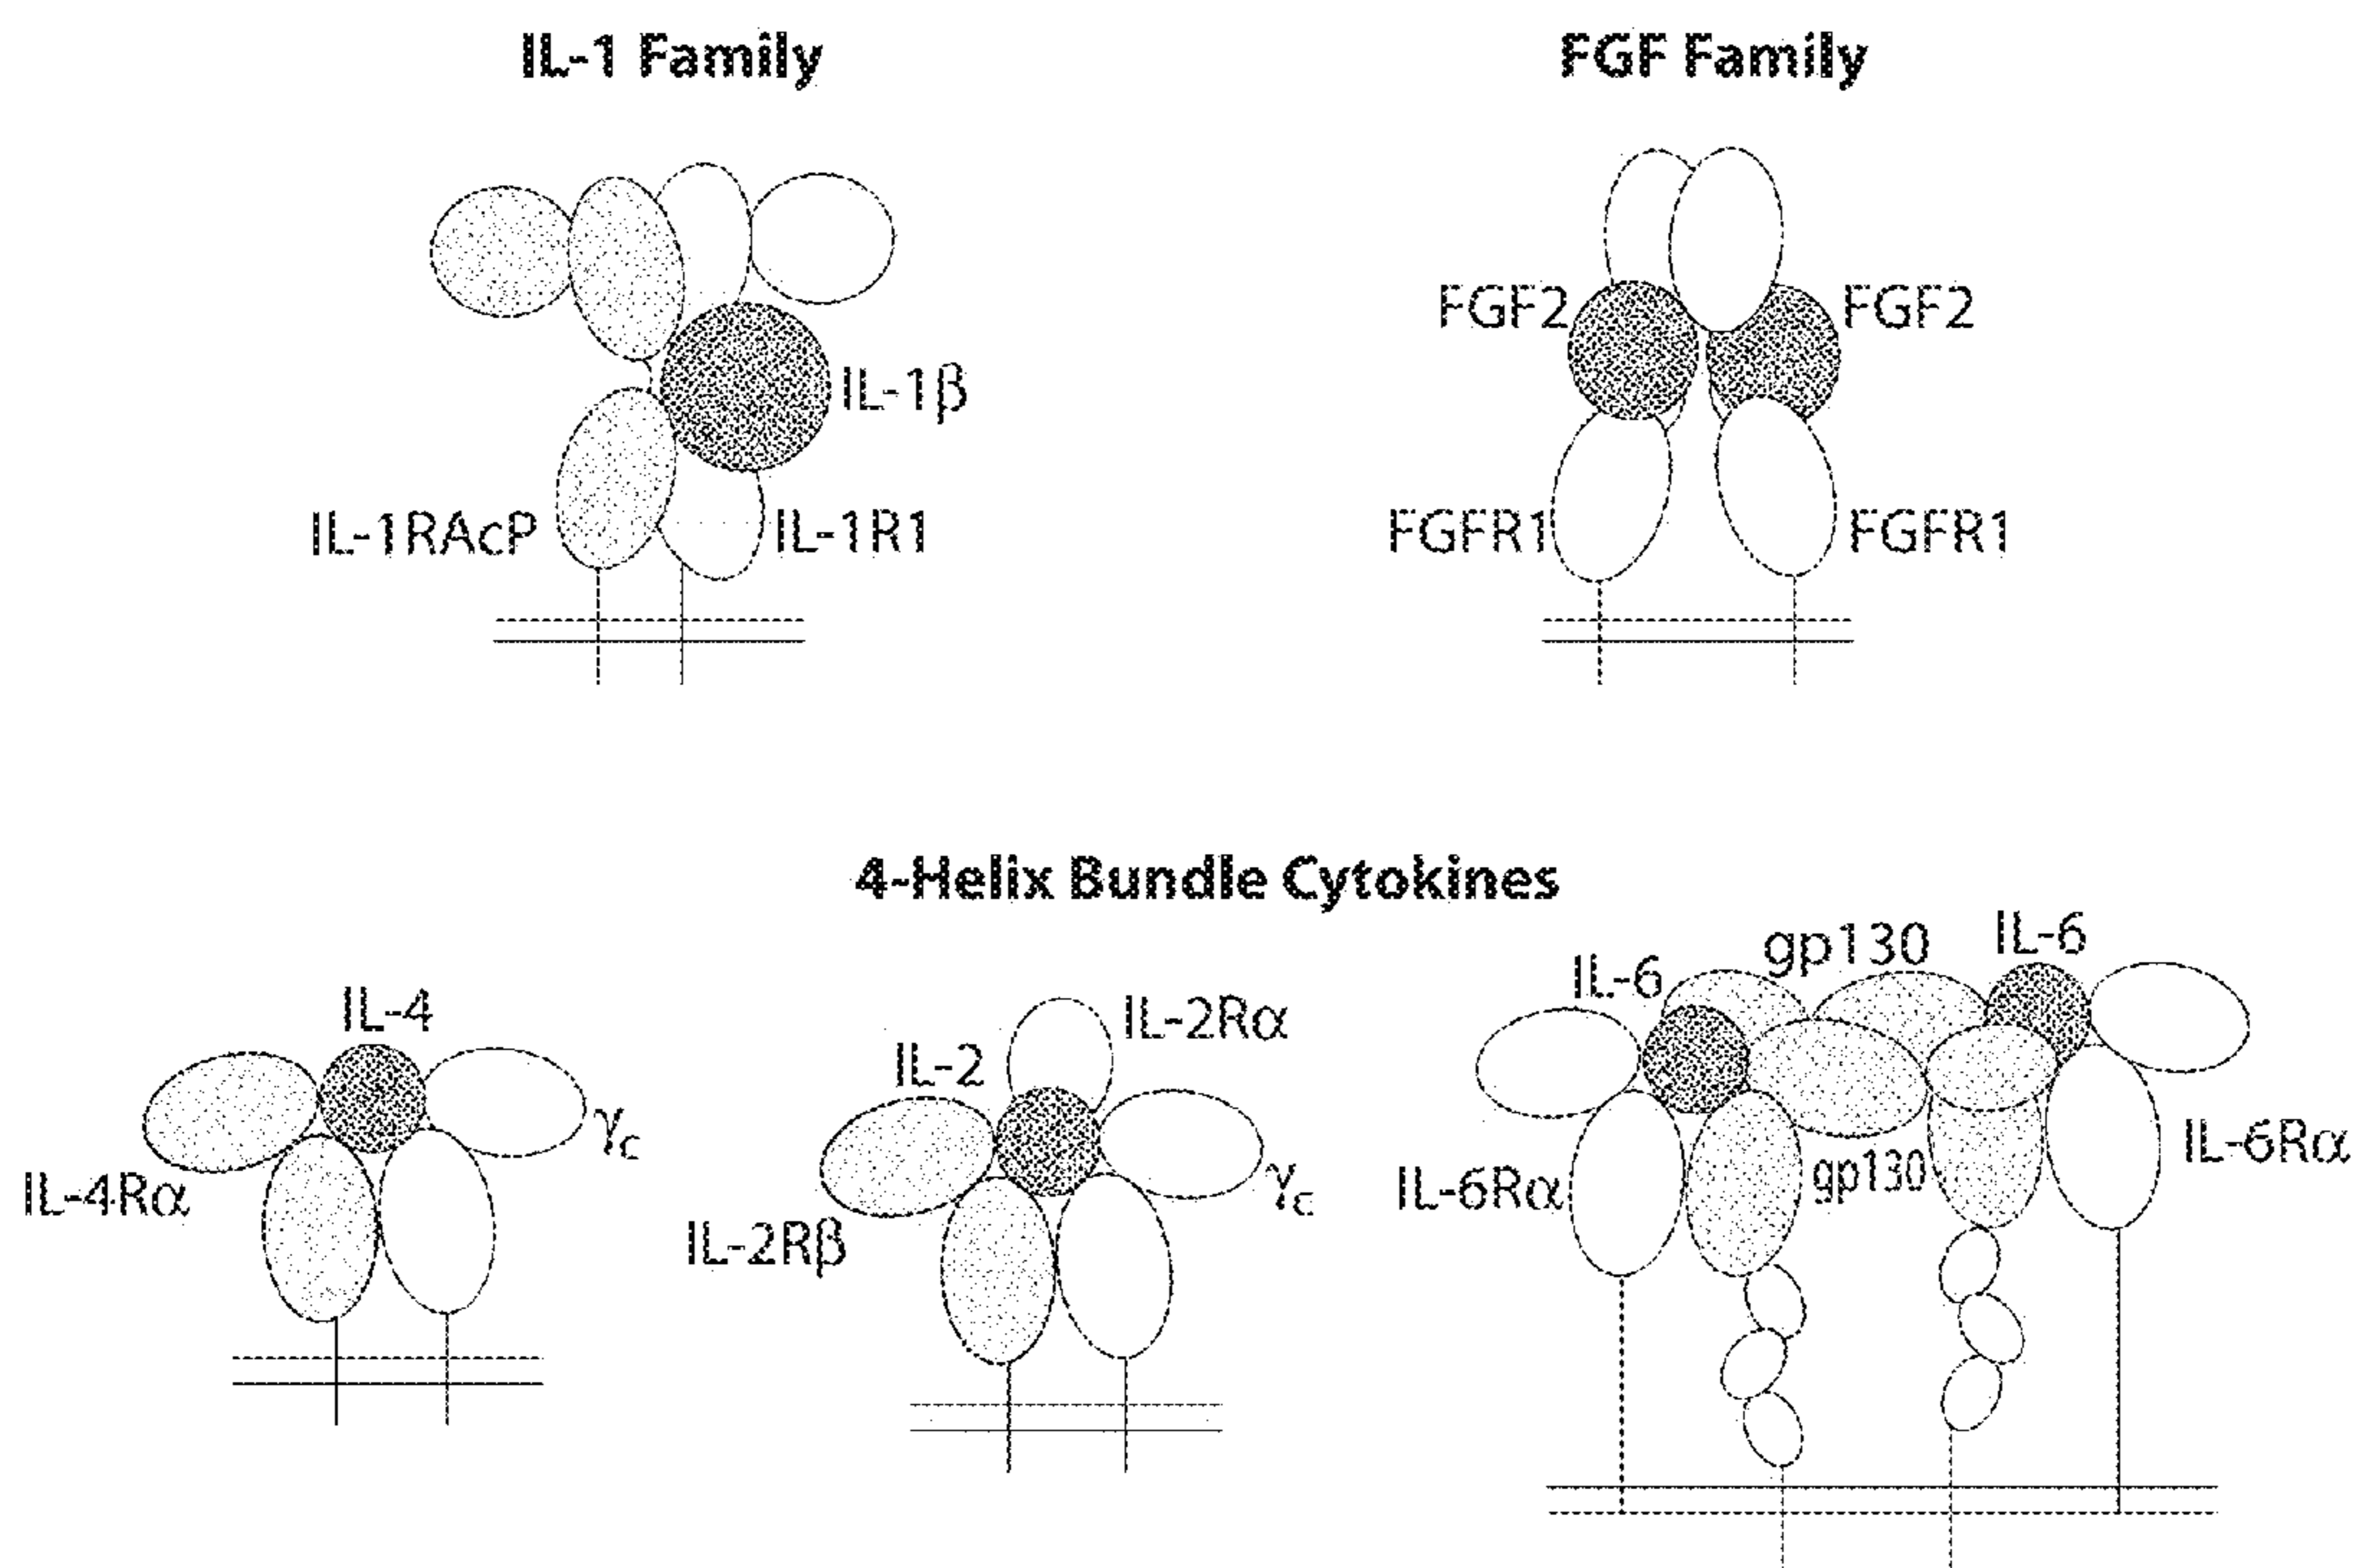 IL-1 Family
FGF Family
FGF2
FGF2
IL-1β
IL-1RAcP
IL-1R1
FGFR1
FGFR1
4-Helix Bundle Cytokines
IL-4
IL-4Rα
γc
IL-2
IL-2Rα
IL-2Rβ
γc
IL-6
gp130
IL-6
IL-6Rα
gp130
IL-6Rα